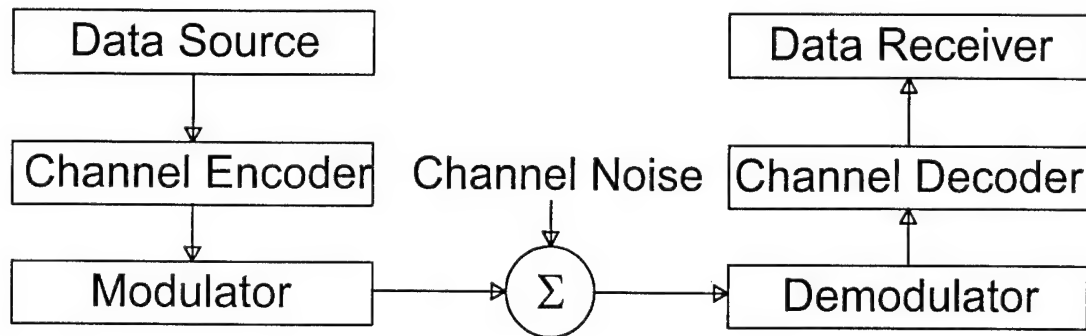 Data Source
Channel Encoder
Modulator
Channel Noise
Σ
Data Receiver
Channel Decoder
Demodulator